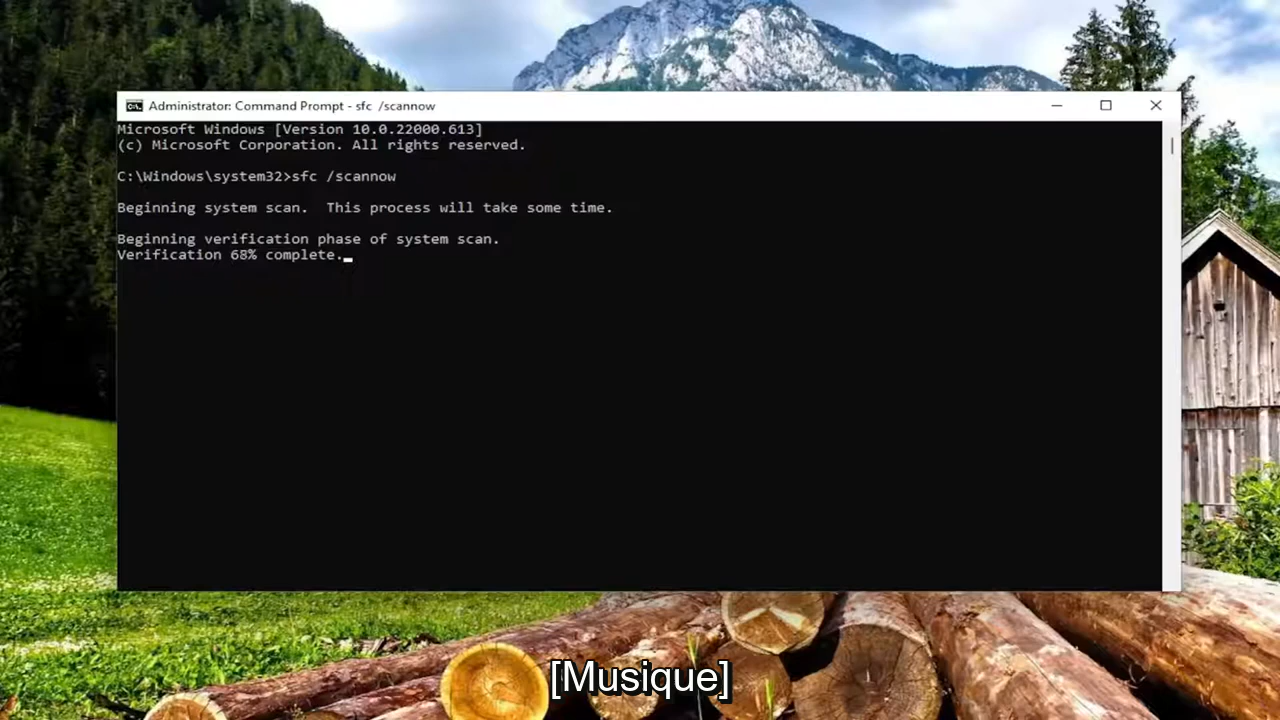 Administrator: Command Prompt - sfc /scannow
Microsoft Windows [Version 10.0.22000.613]
(c) Microsoft Corporation. All rights reserved.
C:\Windows\system32>sfc /scannow
Beginning system scan. This process will take some time.
Beginning verification phase of system scan.
Verification 68% complete.
[Musique]